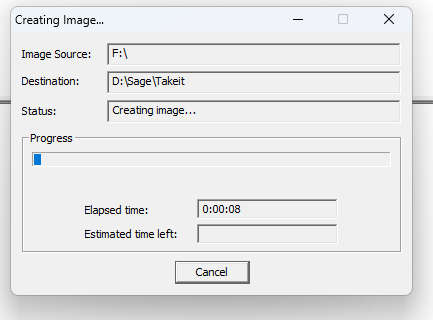 Creating Image...
Image Source: F:\
Destination: D:\Sage\Takeit
Status: Creating image...
Progress
Elapsed time: 0:00:08
Estimated time left:
Cancel